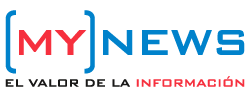 [MY]NEWS
EL VALOR DE LA INFORMACIÓN